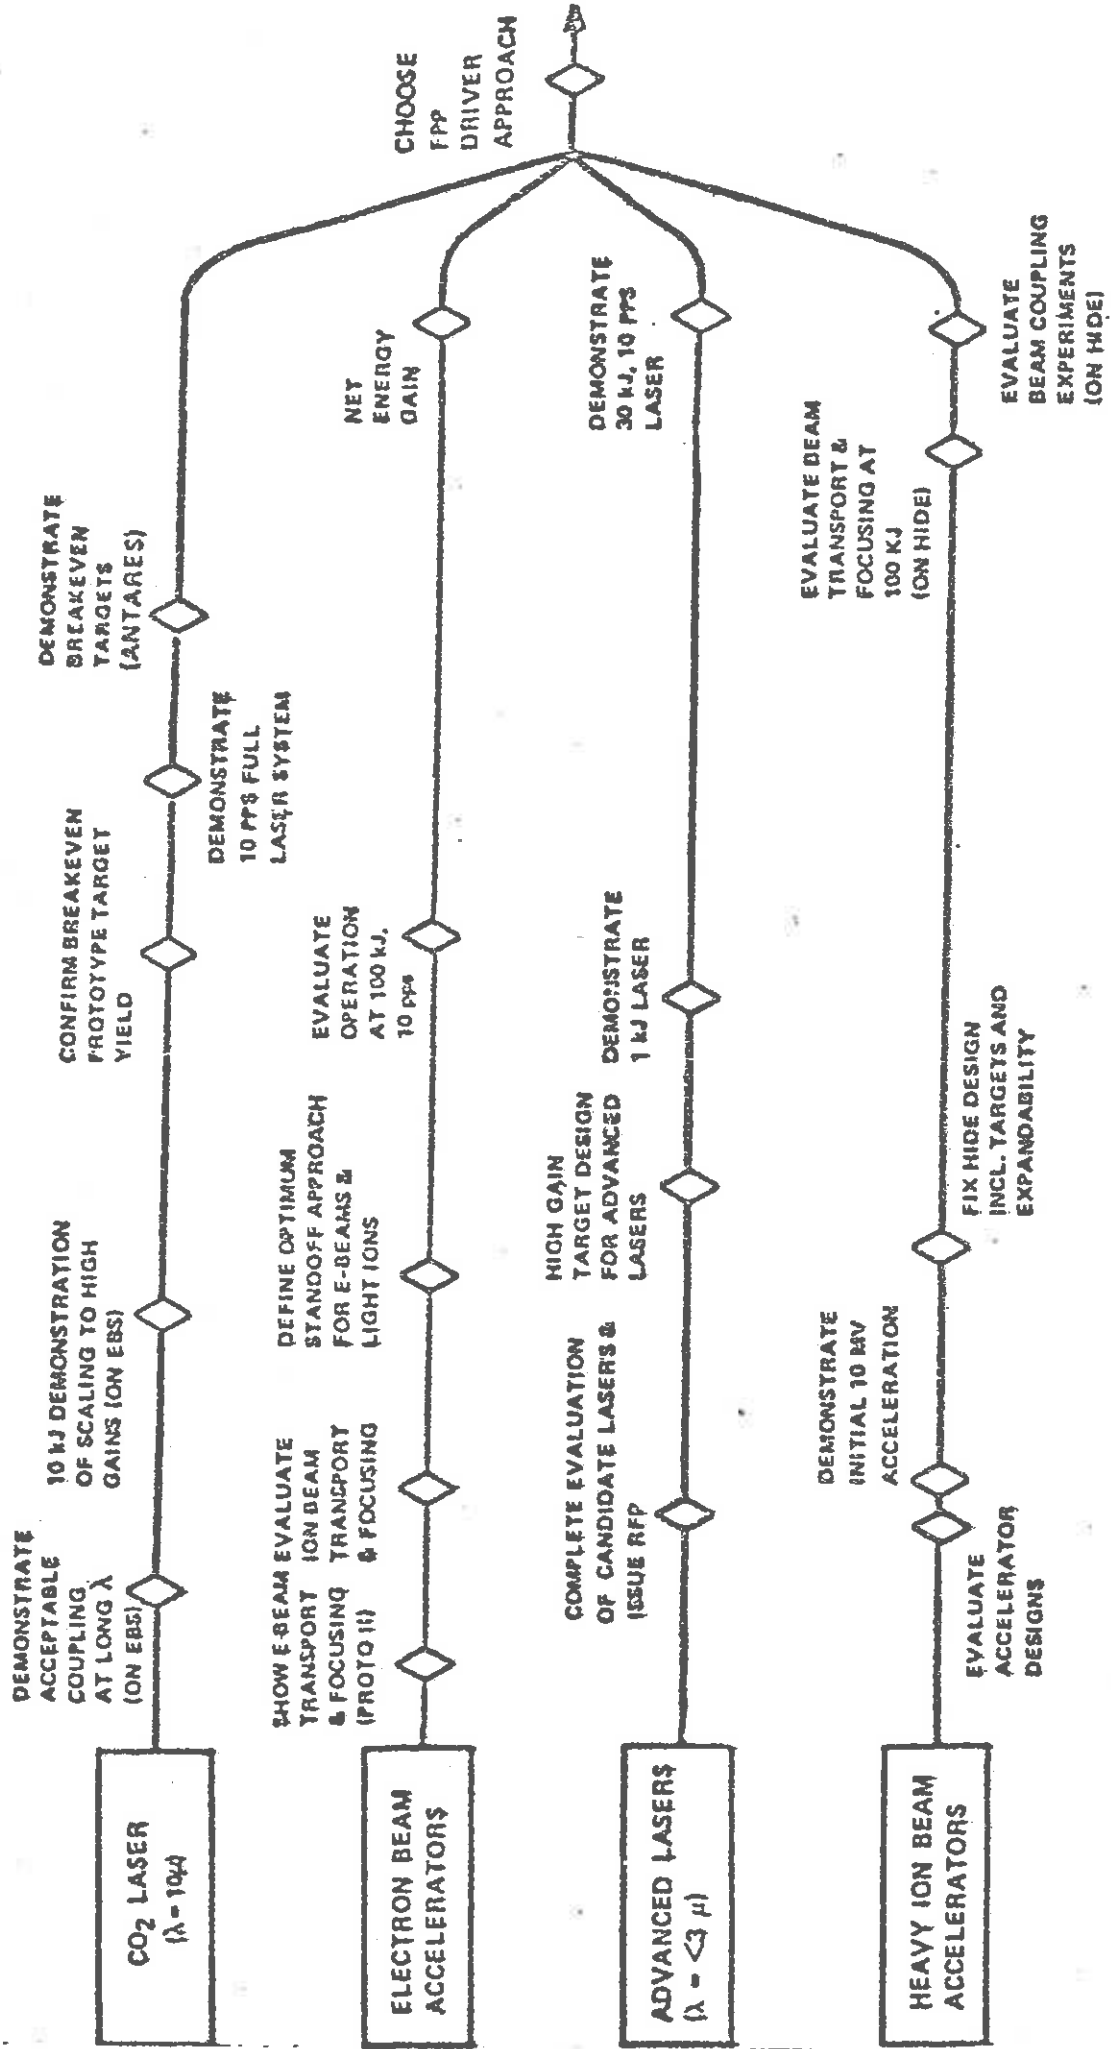 CO2 LASER
(λ = 10μ)
DEMONSTRATE
ACCEPTABLE
COUPLING
AT LONG λ
(ON EBS)
10 kJ DEMONSTRATION
OF SCALING TO HIGH
GAINS (ON EBS)
CONFIRM BREAKEVEN
PROTOTYPE TARGET
YIELD
DEMONSTRATE
10 PPS FULL
LASER SYSTEM
DEMONSTRATE
BREAKEVEN
TARGETS
(ANTARES)
ELECTRON BEAM
ACCELERATORS
SHOW E-BEAM
TRANSPORT
& FOCUSING
(PROTO II)
EVALUATE
ION BEAM
TRANSPORT
& FOCUSING
DEFINE OPTIMUM
STANDOFF APPROACH
FOR E-BEAMS &
LIGHT IONS
EVALUATE
OPERATION
AT 100 kJ,
10 pps
NET
ENERGY
GAIN
ADVANCED LASERS
(λ = <3 μ)
COMPLETE EVALUATION
OF CANDIDATE LASER'S &
ISSUE RFP
HIGH GAIN
TARGET DESIGN
FOR ADVANCED
LASERS
DEMONSTRATE
1 kJ LASER
DEMONSTRATE
30 kJ, 10 PPS
LASER
HEAVY ION BEAM
ACCELERATORS
EVALUATE
ACCELERATOR
DESIGNS
DEMONSTRATE
INITIAL 10 MV
ACCELERATION
FIX HIDE DESIGN
INCL. TARGETS AND
EXPANDABILITY
EVALUATE BEAM
TRANSPORT &
FOCUSING AT
100 KJ
(ON HIDE)
EVALUATE
BEAM COUPLING
EXPERIMENTS
(ON HIDE)
CHOOSE
FPP
DRIVER
APPROACH